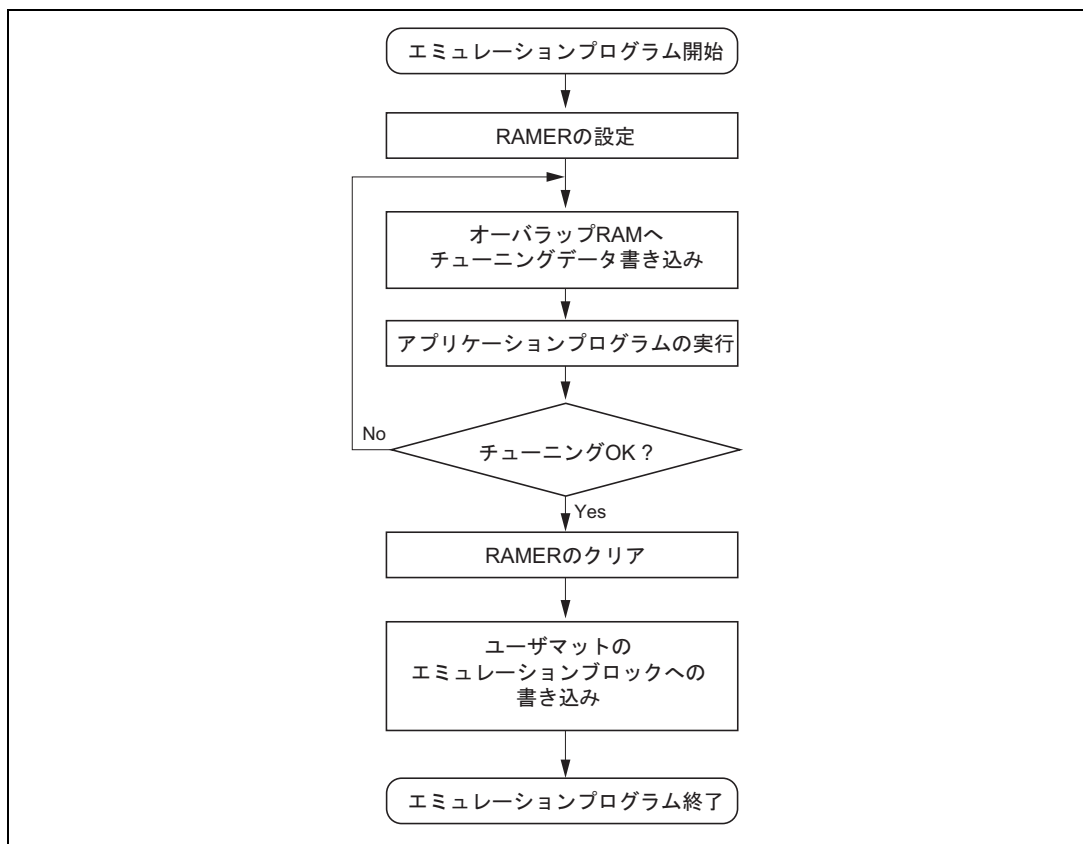 エミュレーションプログラム開始
RAMERの設定
オーバラップRAMへ
チューニングデータ書き込み
アプリケーションプログラムの実行
No
チューニングOK？
Yes
RAMERのクリア
ユーザマットの
エミュレーションブロックへの
書き込み
エミュレーションプログラム終了